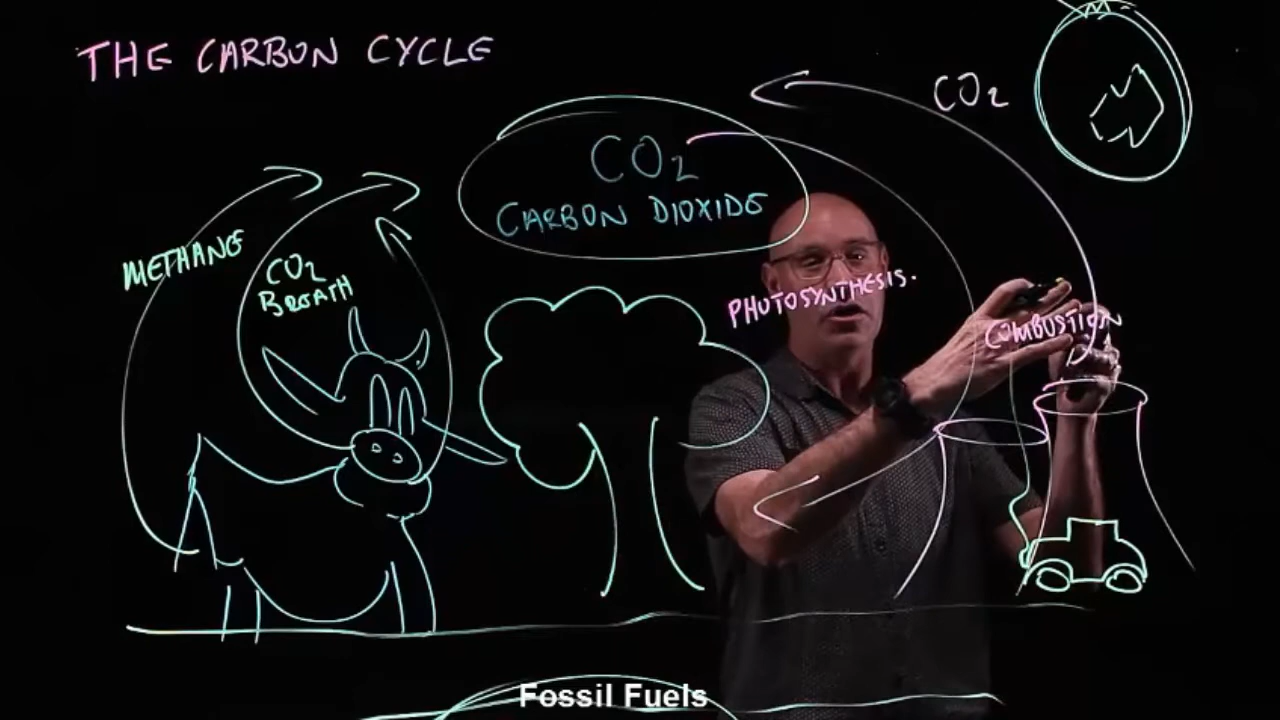 THE CARBON CYCLE
CO2
CO2
CARBON DIOXIDE
METHANE
CO2
BREATH
PHOTOSYNTHESIS.
COMBUSTION
Fossil Fuels